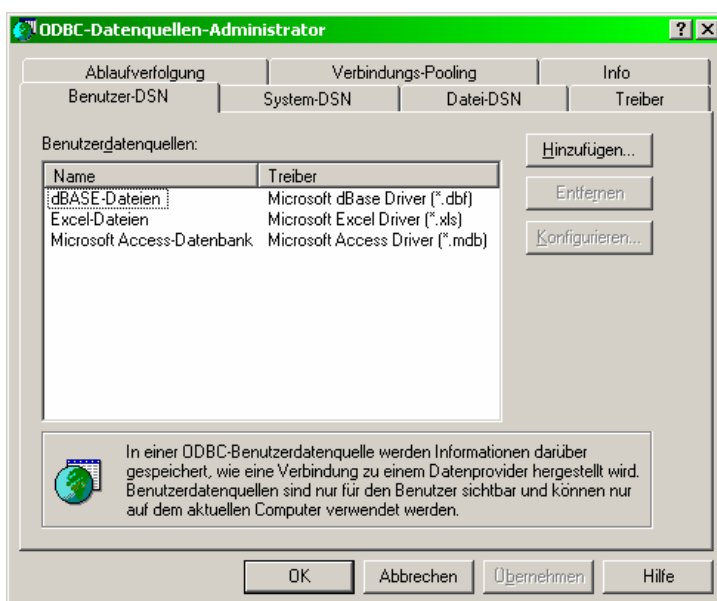 ODBC-Datenquellen-Administrator
Ablaufverfolgung Verbindungs-Pooling Info
Benutzer-DSN System-DSN Datei-DSN Treiber
Benutzerdatenquellen:
Hinzufügen...
Name Treiber
dBASE-Dateien Microsoft dBase Driver (*.dbf)
Entfernen
Excel-Dateien Microsoft Excel Driver (*.xls)
Microsoft Access-Datenbank Microsoft Access Driver (*.mdb)
Konfigurieren...
In einer ODBC-Benutzerdatenquelle werden Informationen darüber
gespeichert, wie eine Verbindung zu einem Datenprovider hergestellt wird.
Benutzerdatenquellen sind nur für den Benutzer sichtbar und können nur
auf dem aktuellen Computer verwendet werden.
OK Abbrechen Übernehmen Hilfe